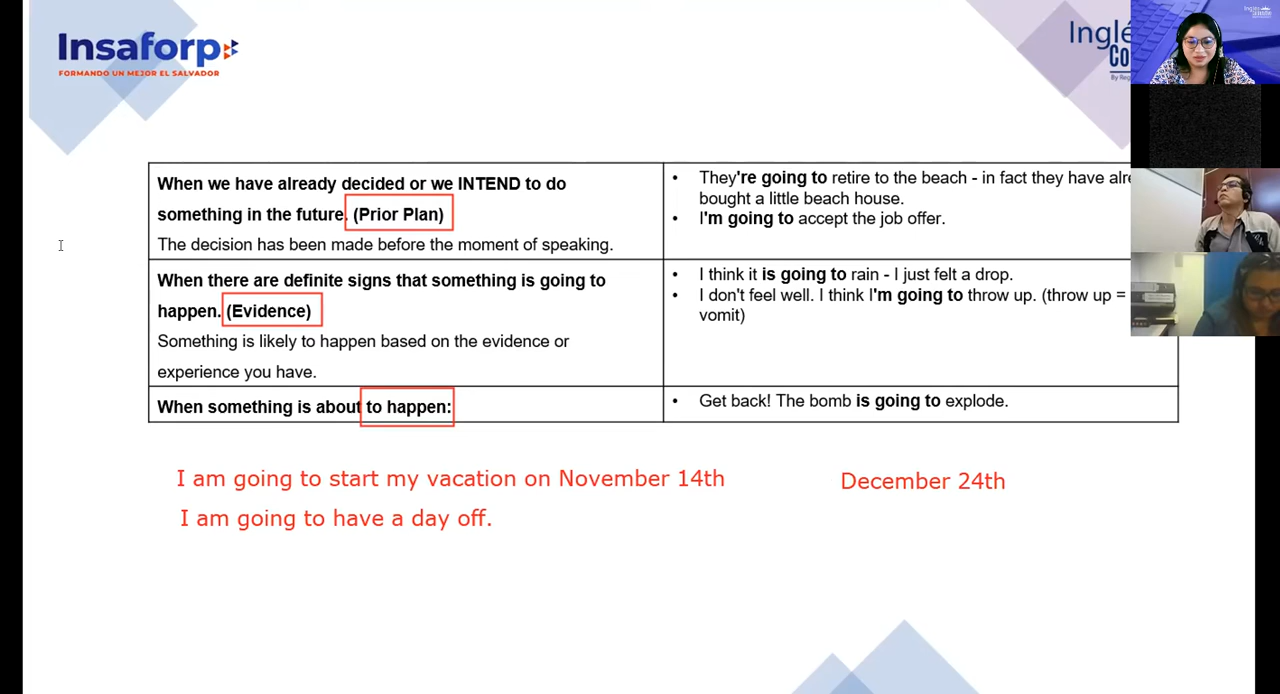 Insaforp
FORMANDO UN MEJOR EL SALVADOR
When we have already decided or we INTEND to do
something in the future. (Prior Plan)
The decision has been made before the moment of speaking.
They're going to retire to the beach - in fact they have
bought a little beach house.
I'm going to accept the job offer.
When there are definite signs that something is going to
happen. (Evidence)
Something is likely to happen based on the evidence or
experience you have.
I think it is going to rain - I just felt a drop.
I don't feel well. I think I'm going to throw up. (throw up =
vomit)
When something is about to happen:
Get back! The bomb is going to explode.
I am going to start my vacation on November 14th
December 24th
I am going to have a day off.